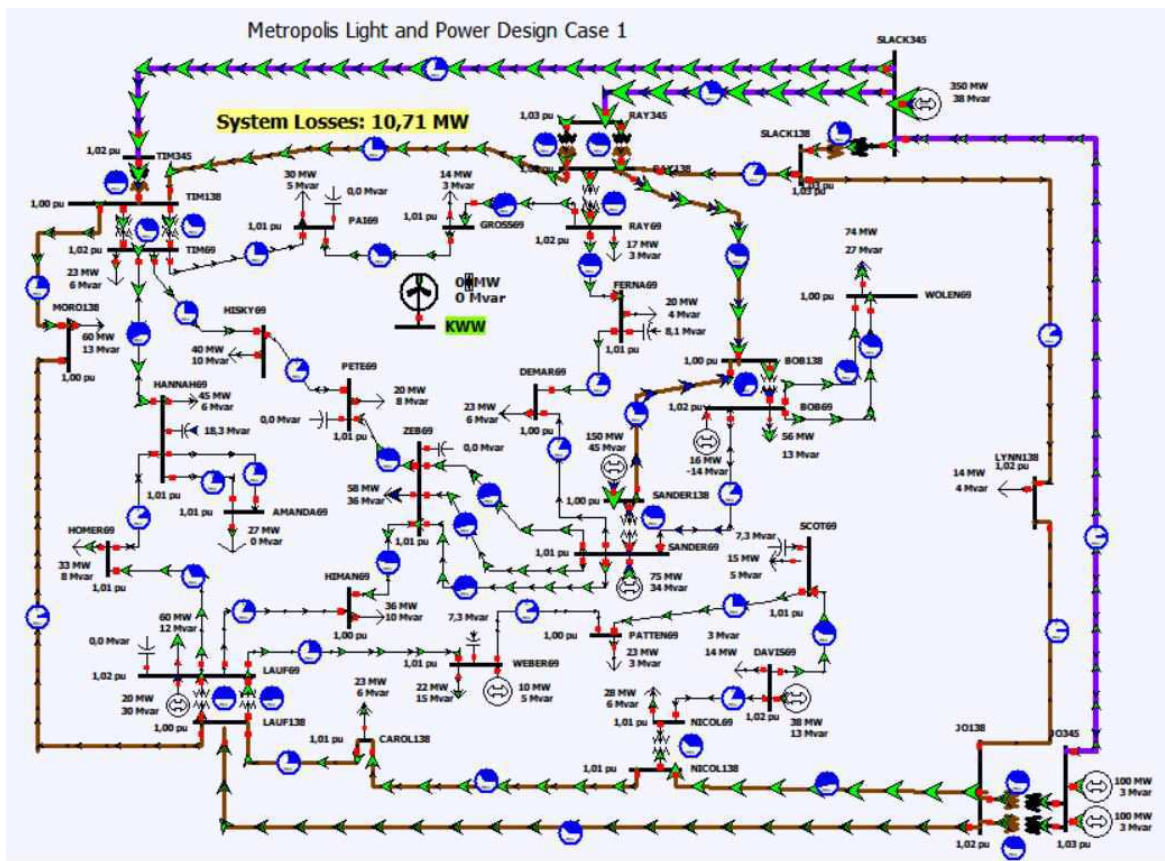 Metropolis Light and Power Design Case 1
SLACK345
350 MW
38 Mvar
System Losses: 10,71 MW
1,03 pu
RAY345
SLACK138
1,02 pu
TIM345
RAY138
1,03 pu
1,03 pu
1,00 pu
TIM138
30 MW
5 Mvar
0,0 Mvar
14 MW
3 Mvar
1,01 pu
PAI69
1,01 pu
GROSS69
RAY69
1,02 pu
TIM69
1,02 pu
17 MW
3 Mvar
74 MW
27 Mvar
23 MW
6 Mvar
0 MW
0 Mvar
KWW
FERNA69
20 MW
4 Mvar
8,1 Mvar
1,01 pu
1,00 pu
WOLEN69
MORO138
60 MW
13 Mvar
1,00 pu
HISKY69
40 MW
10 Mvar
PETE69
20 MW
8 Mvar
0,0 Mvar
1,01 pu
DEMAR69
23 MW
6 Mvar
1,00 pu
1,00 pu
BOB138
1,02 pu
BOB69
56 MW
13 Mvar
16 MW
-14 Mvar
HANNAH69
45 MW
6 Mvar
18,3 Mvar
1,01 pu
ZEB69
0,0 Mvar
58 MW
36 Mvar
1,01 pu
150 MW
45 Mvar
1,00 pu
SANDER138
LYNN138
1,02 pu
14 MW
4 Mvar
1,01 pu
AMANDA69
27 MW
0 Mvar
HOMER69
33 MW
8 Mvar
1,01 pu
1,01 pu
SANDER69
75 MW
34 Mvar
SCOT69
7,3 Mvar
15 MW
5 Mvar
1,01 pu
HIMAN69
36 MW
10 Mvar
1,00 pu
60 MW
12 Mvar
0,0 Mvar
1,02 pu
LAUF69
7,3 Mvar
1,01 pu
WEBER69
22 MW
15 Mvar
10 MW
5 Mvar
1,00 pu
PATTEN69
23 MW
3 Mvar
3 Mvar
14 MW
DAVIS69
1,02 pu
38 MW
13 Mvar
20 MW
30 Mvar
1,00 pu
LAUF138
23 MW
6 Mvar
1,01 pu
CAROL138
28 MW
6 Mvar
1,01 pu
NICOL69
1,01 pu
NICOL138
JO138
JO345
100 MW
3 Mvar
100 MW
3 Mvar
1,02 pu
1,03 pu